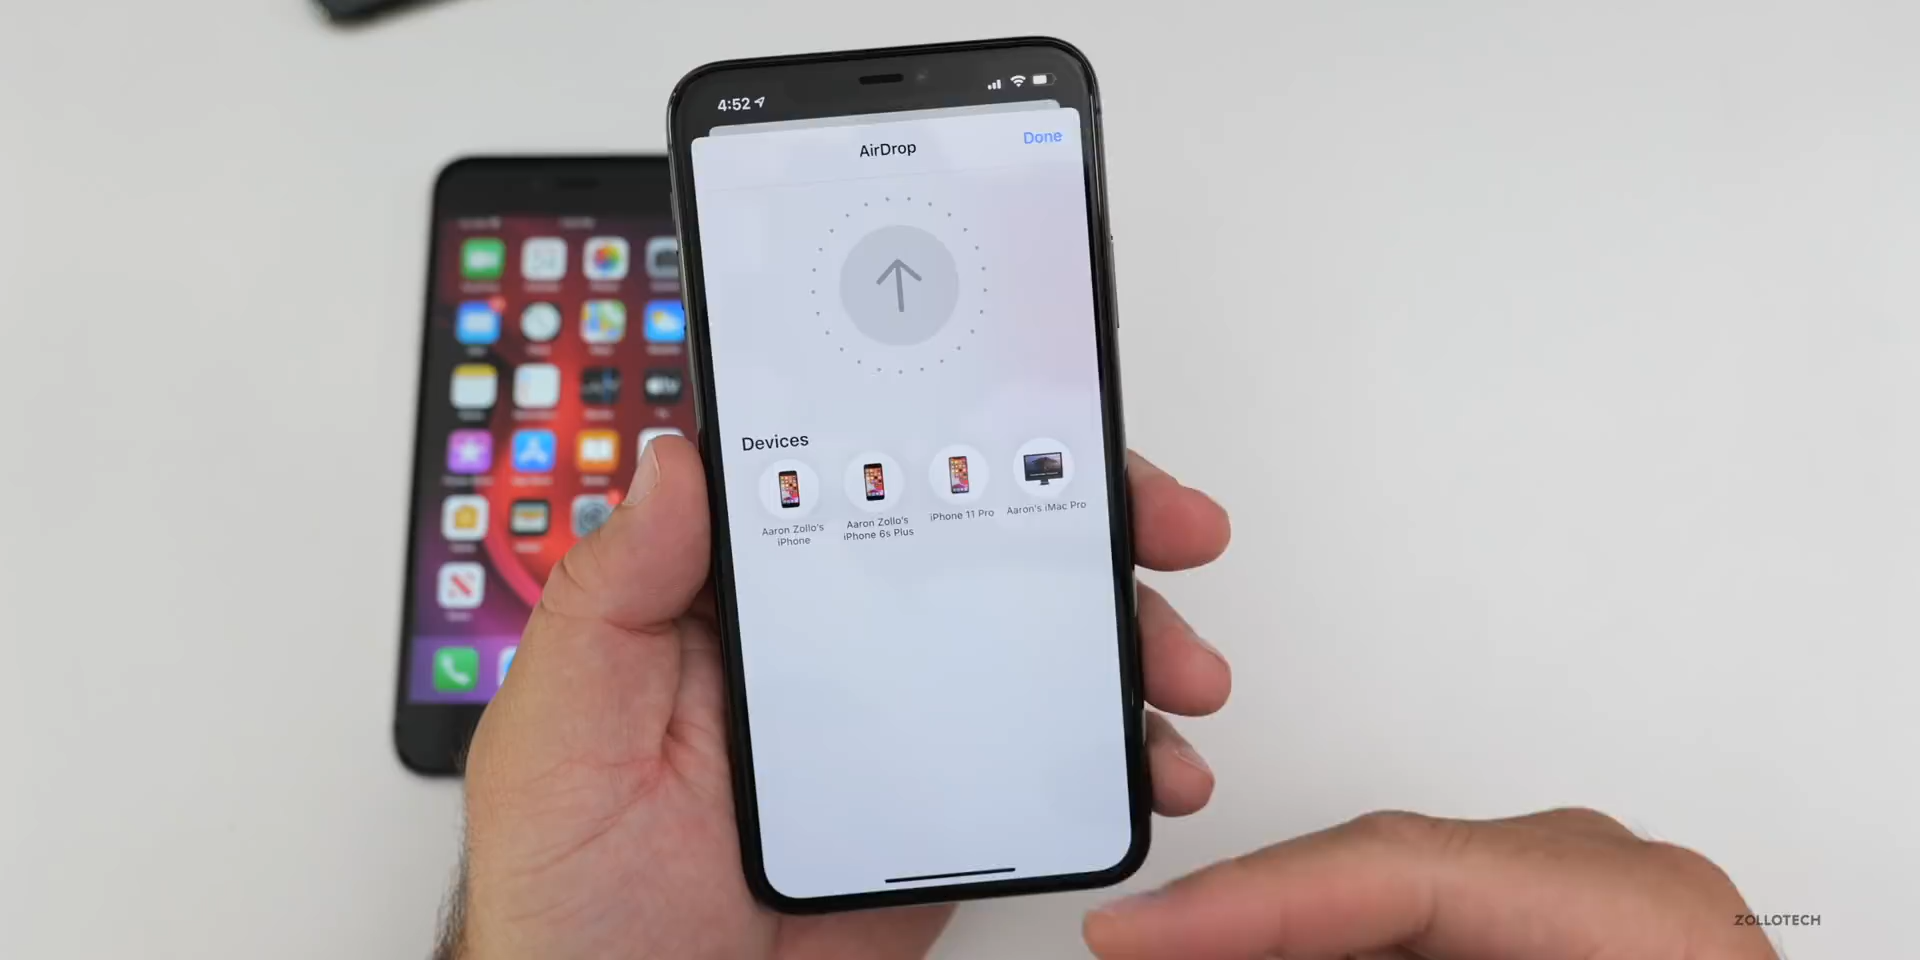 4:52
AirDrop
Done
Devices
Aaron Zollo's
iPhone
Aaron Zollo's
iPhone 6s Plus
iPhone 11 Pro
Aaron's iMac Pro
ZOLLOTECH